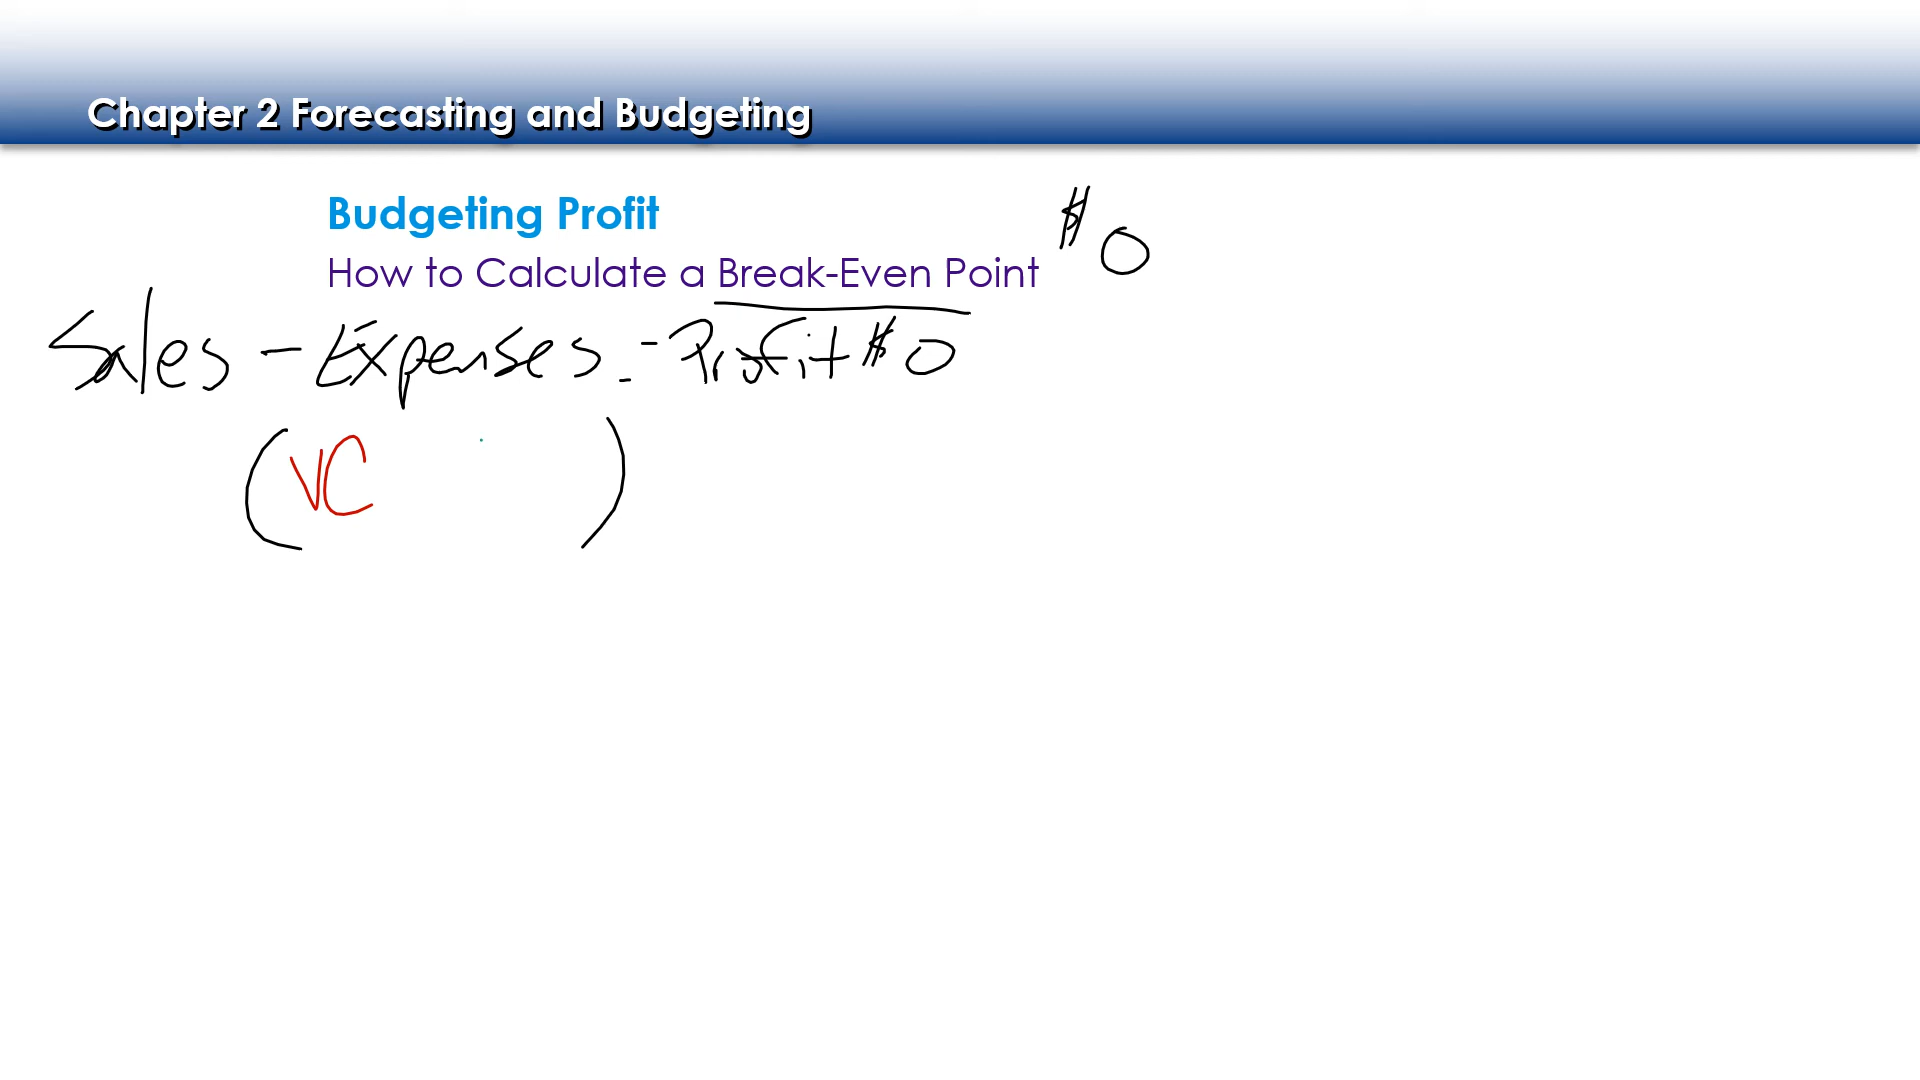 Chapter 2 Forecasting and Budgeting
Budgeting Profit
$0
How to Calculate a Break-Even Point
Sales - Expenses = Profit $0
(VC )